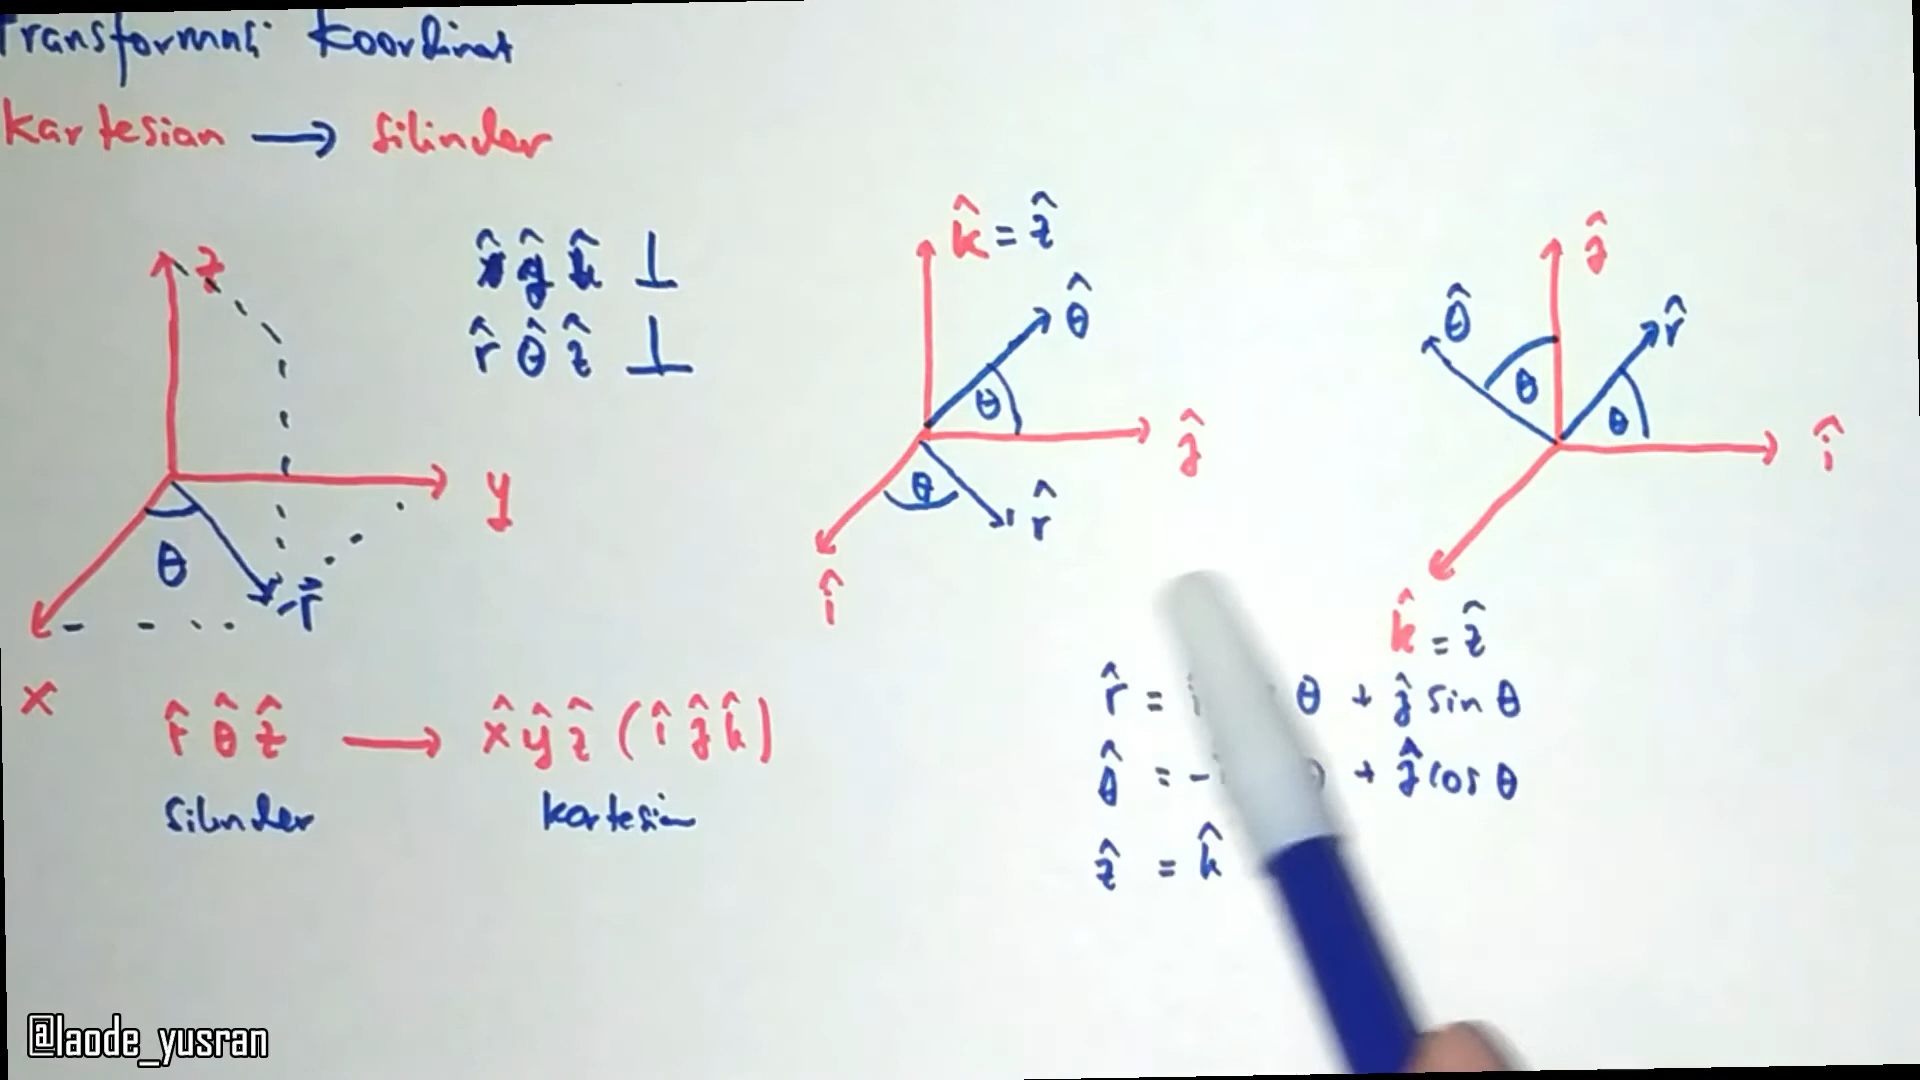 Transformasi Koordinat
Kartesian → Silinder
z
y
x
θ
r⃗
x̂ ŷ k̂ ⊥
r̂ θ̂ ẑ ⊥
k̂ = ẑ
θ̂
θ
ĵ
θ
r̂
î
ĵ
θ̂
r̂
θ
θ
î
k̂ = ẑ
r̂ θ̂ ẑ → x̂ ŷ ẑ (î ĵ k̂)
Silinder kartesian
r̂ = θ + ĵ sin θ
θ̂ = - + ĵ cos θ
ẑ = k̂
@laode_yusran